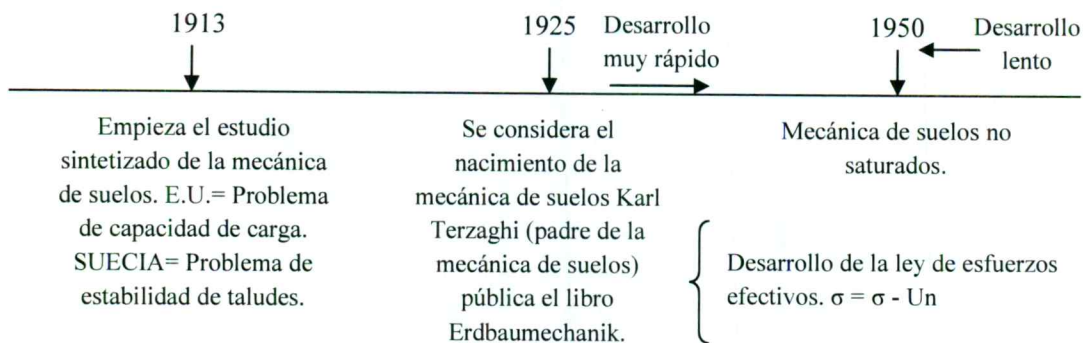 1913
Empieza el estudio
sintetizado de la mecánica
de suelos. E.U.= Problema
de capacidad de carga.
SUECIA= Problema de
estabilidad de taludes.
1925
Desarrollo
muy rápido
Se considera el
nacimiento de la
mecánica de suelos Karl
Terzaghi (padre de la
mecánica de suelos)
pública el libro
Erdbaumechanik.
Desarrollo de la ley de esfuerzos
efectivos. σ = σ - Un
1950
Desarrollo
lento
Mecánica de suelos no
saturados.